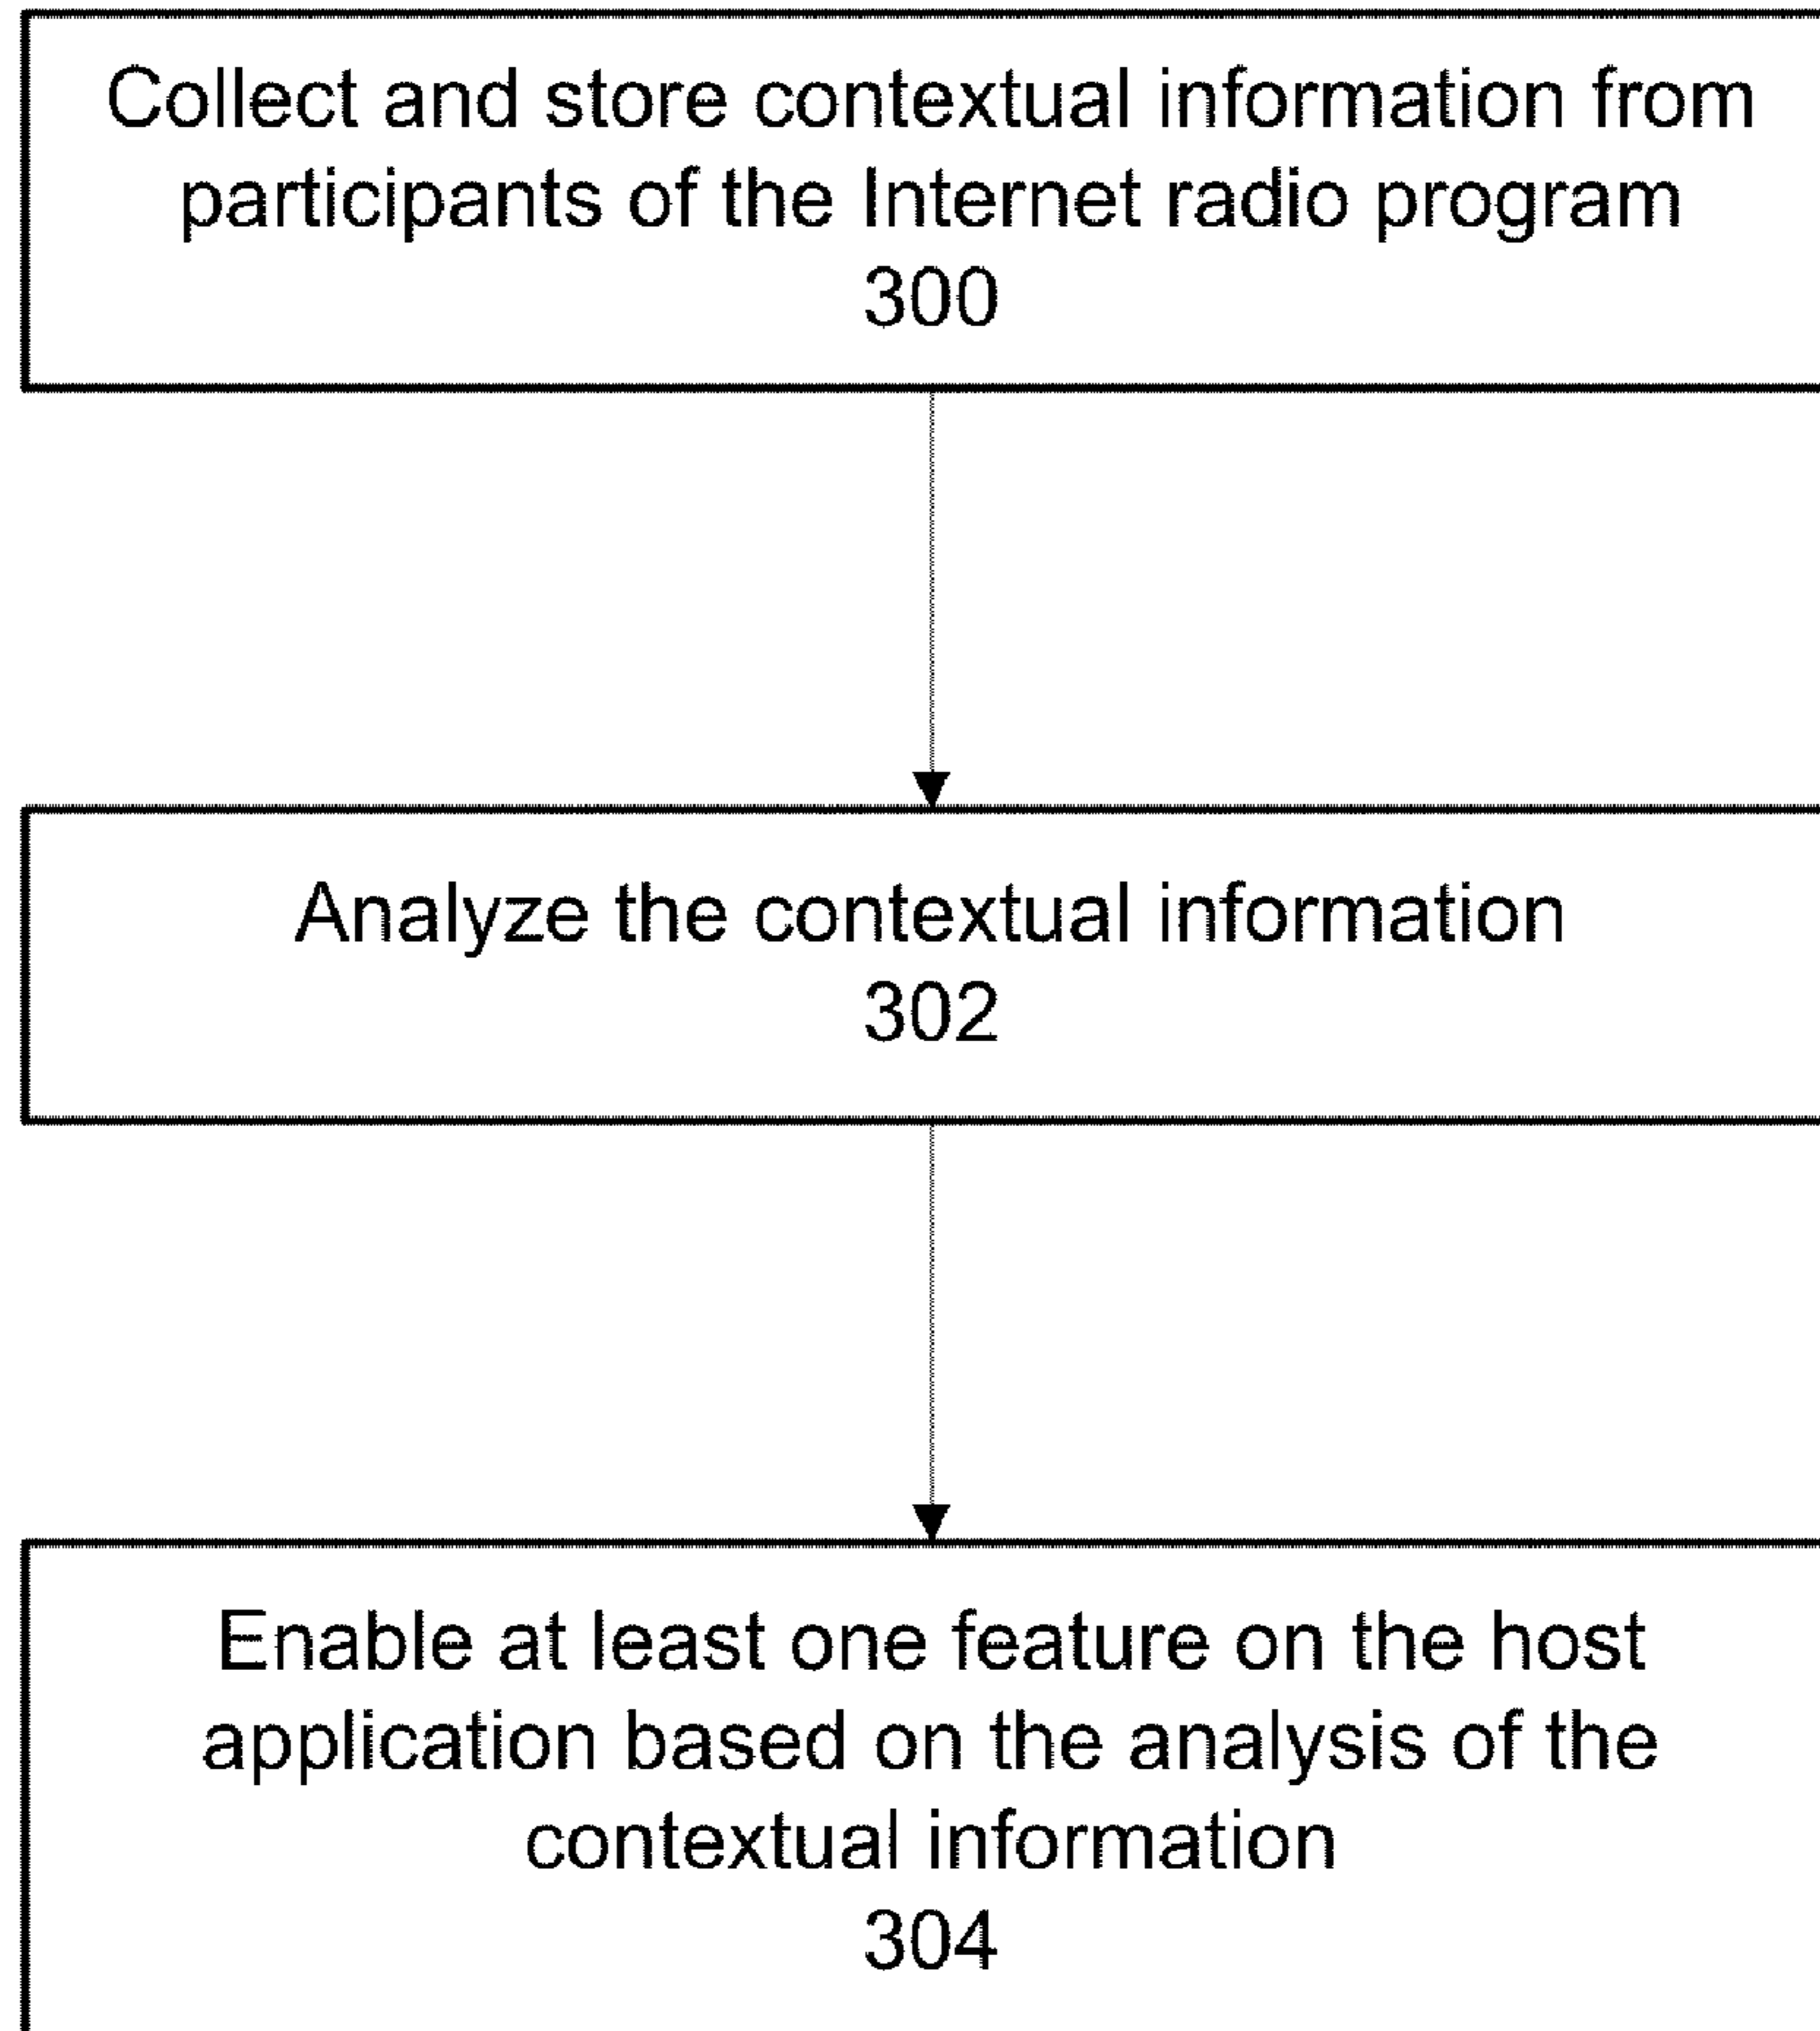 Collect and store contextual information from
participants of the Internet radio program
300
Analyze the contextual information
302
Enable at least one feature on the host
application based on the analysis of the
contextual information
304